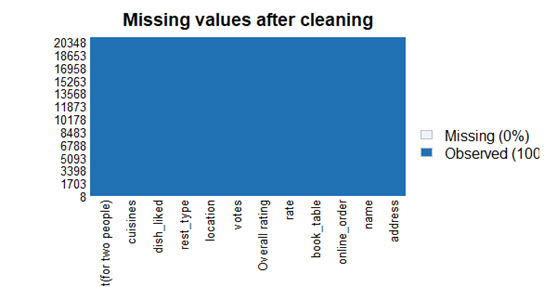 Missing values after cleaning
20348
18653
16958
15263
13568
11873
10178
8483
6788
5093
3398
1703
8
Missing (0%)
Observed (100
t(for two people)
cuisines
dish_liked
rest_type
location
votes
Overall rating
rate
book_table
online_order
name
address